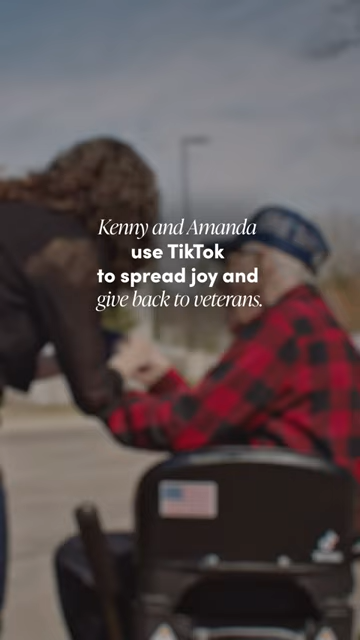 Kenny and Amanda
use TikTok
to spread joy and
give back to veterans.